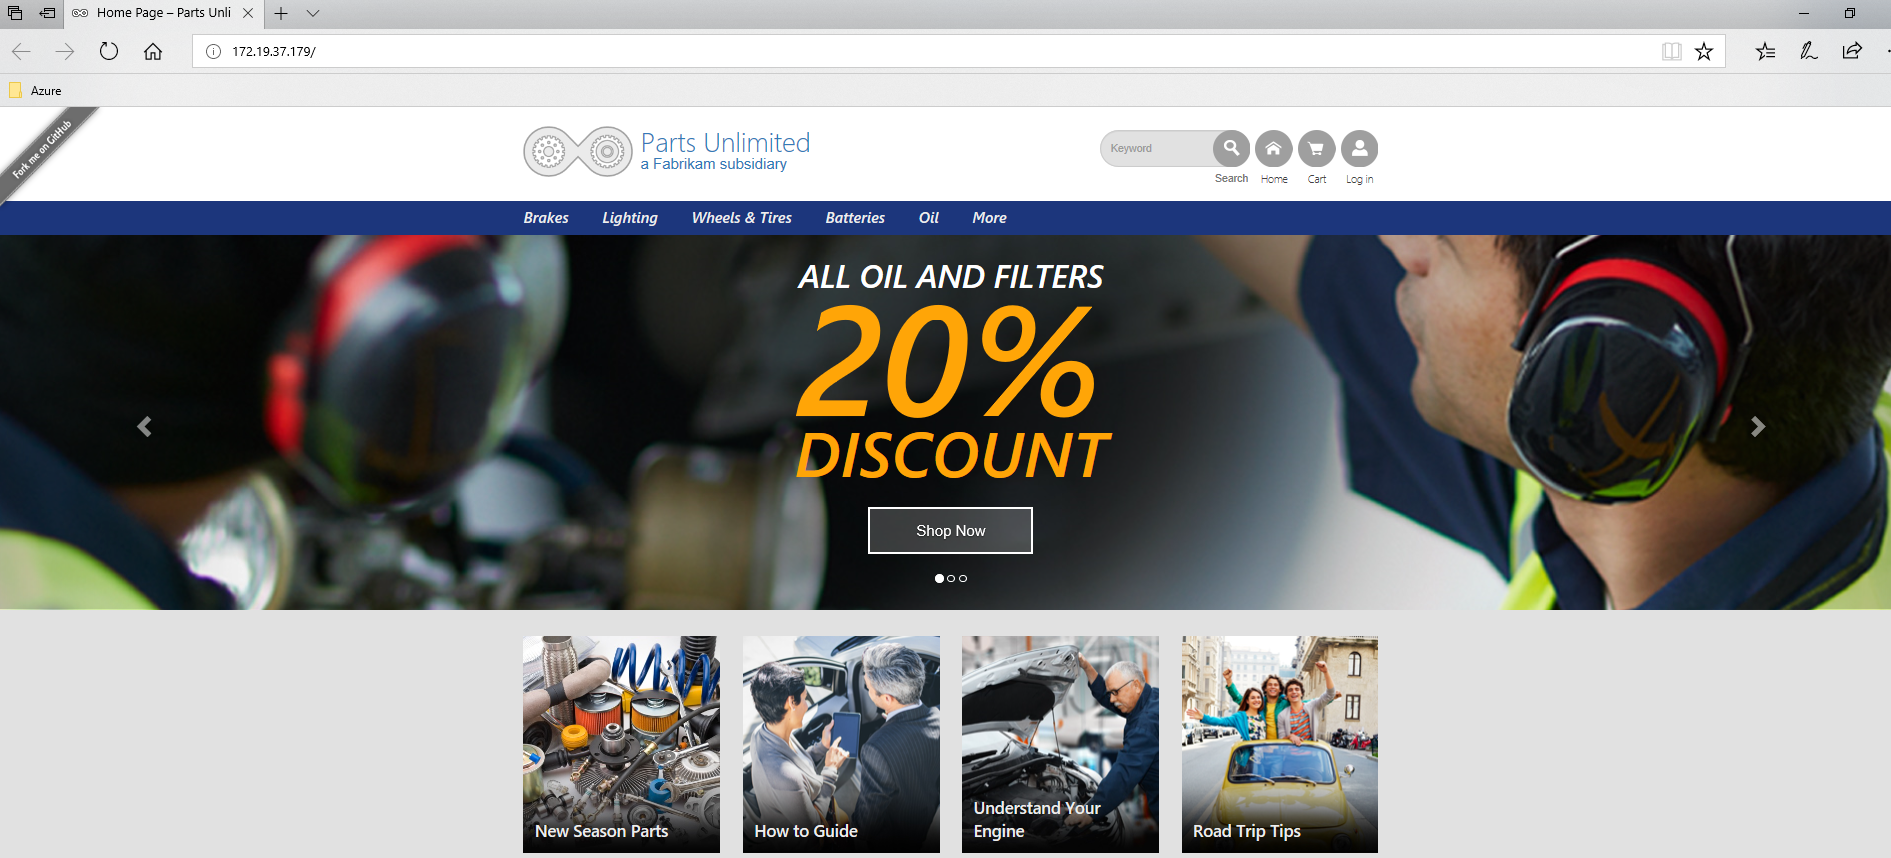 Home Page – Parts Unli
172.19.37.179/
Azure
Fork me on GitHub
Parts Unlimited
a Fabrikam subsidiary
Keyword
Search
Home
Cart
Log in
Brakes
Lighting
Wheels & Tires
Batteries
Oil
More
ALL OIL AND FILTERS
20%
DISCOUNT
Shop Now
New Season Parts
How to Guide
Understand Your
Engine
Road Trip Tips